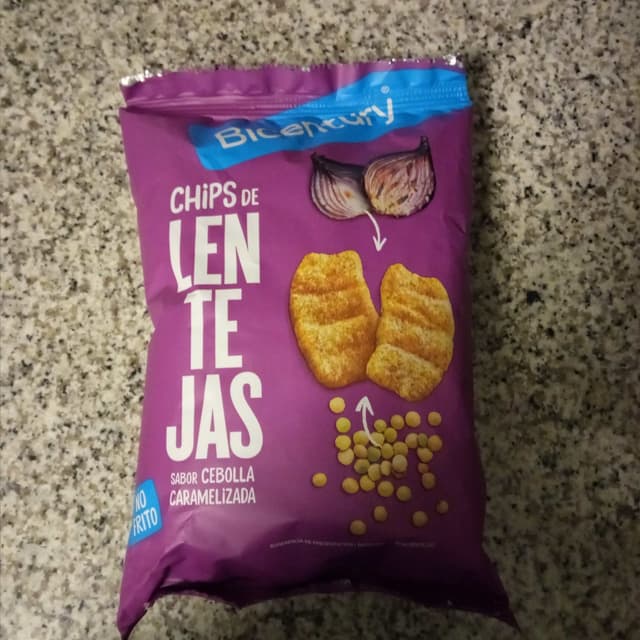 Bicentury®
CHiPS DE
LEN
TE
JAS
SABOR CEBOLLA
CARAMELIZADA
NO
FRITO